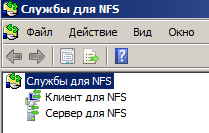 Службы для NFS
Файл Действие Вид Окно
Службы для NFS
Клиент для NFS
Сервер для NFS